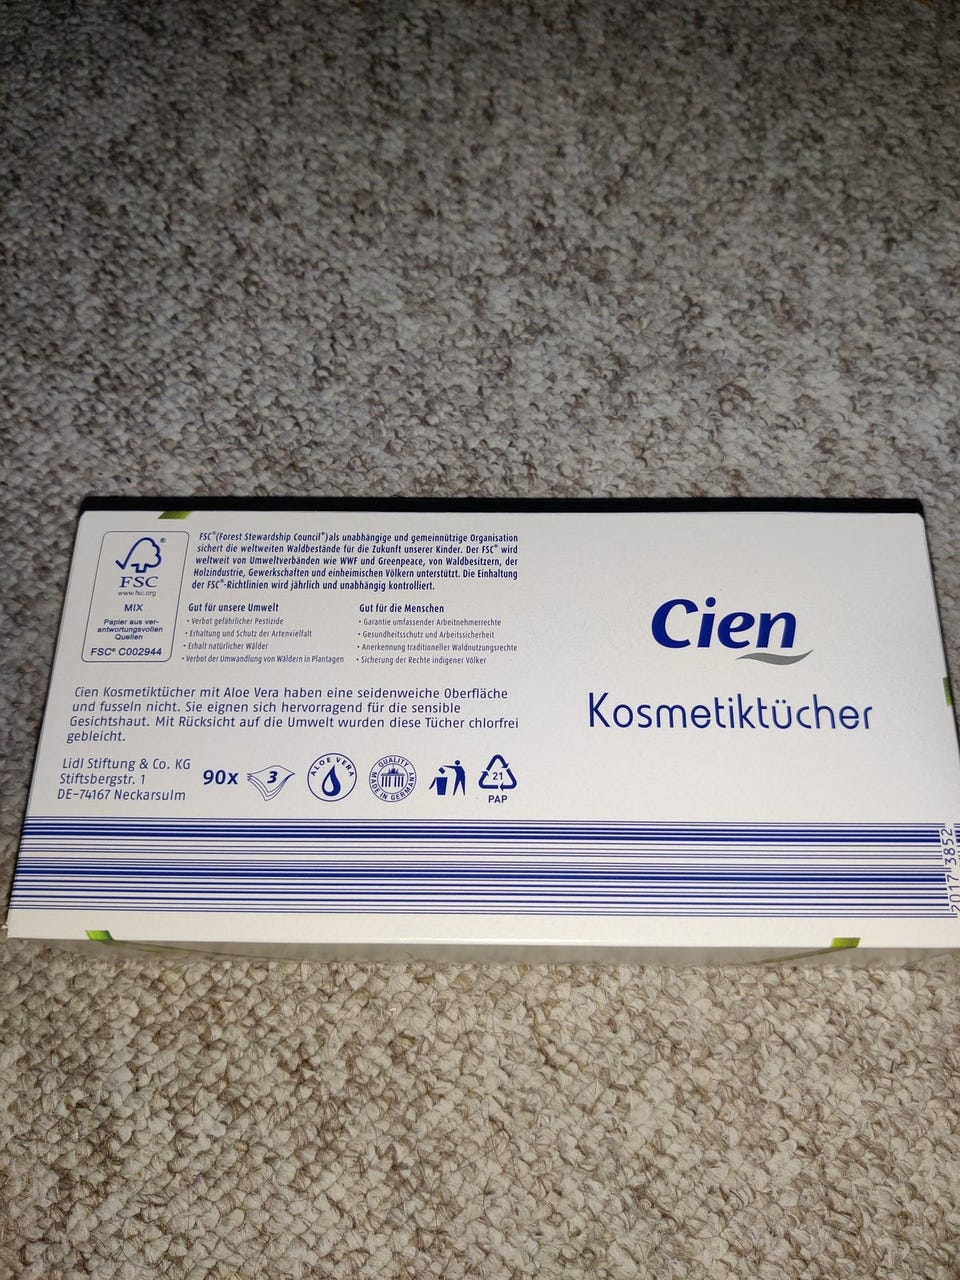 FSC®
www.fsc.org
MIX
Papier aus ver-
antwortungsvollen
Quellen
FSC® C002944
FSC® (Forest Stewardship Council®) als unabhängige und gemeinnützige Organisation
sichert die weltweiten Waldbestände für die Zukunft unserer Kinder. Der FSC® wird
weltweit von Umweltverbänden wie WWF und Greenpeace, von Waldbesitzern, der
Holzindustrie, Gewerkschaften und einheimischen Völkern unterstützt. Die Einhaltung
der FSC®-Richtlinien wird jährlich und unabhängig kontrolliert.
Gut für unsere Umwelt
• Verbot gefährlicher Pestizide
• Erhaltung und Schutz der Artenvielfalt
• Erhalt natürlicher Wälder
• Verbot der Umwandlung von Wäldern in Plantagen
Gut für die Menschen
• Garantie umfassender Arbeitnehmerrechte
• Gesundheitsschutz und Arbeitssicherheit
• Anerkennung traditioneller Waldnutzungsrechte
• Sicherung der Rechte indigener Völker
Cien Kosmetiktücher mit Aloe Vera haben eine seidenweiche Oberfläche
und fusseln nicht. Sie eignen sich hervorragend für die sensible
Gesichtshaut. Mit Rücksicht auf die Umwelt wurden diese Tücher chlorfrei
gebleicht.
Lidl Stiftung & Co. KG
Stiftsbergstr. 1
DE-74167 Neckarsulm
90x
3
ALOE VERA
QUALITY
MADE IN GERMANY
21
PAP
Cien
Kosmetiktücher
2017 3852